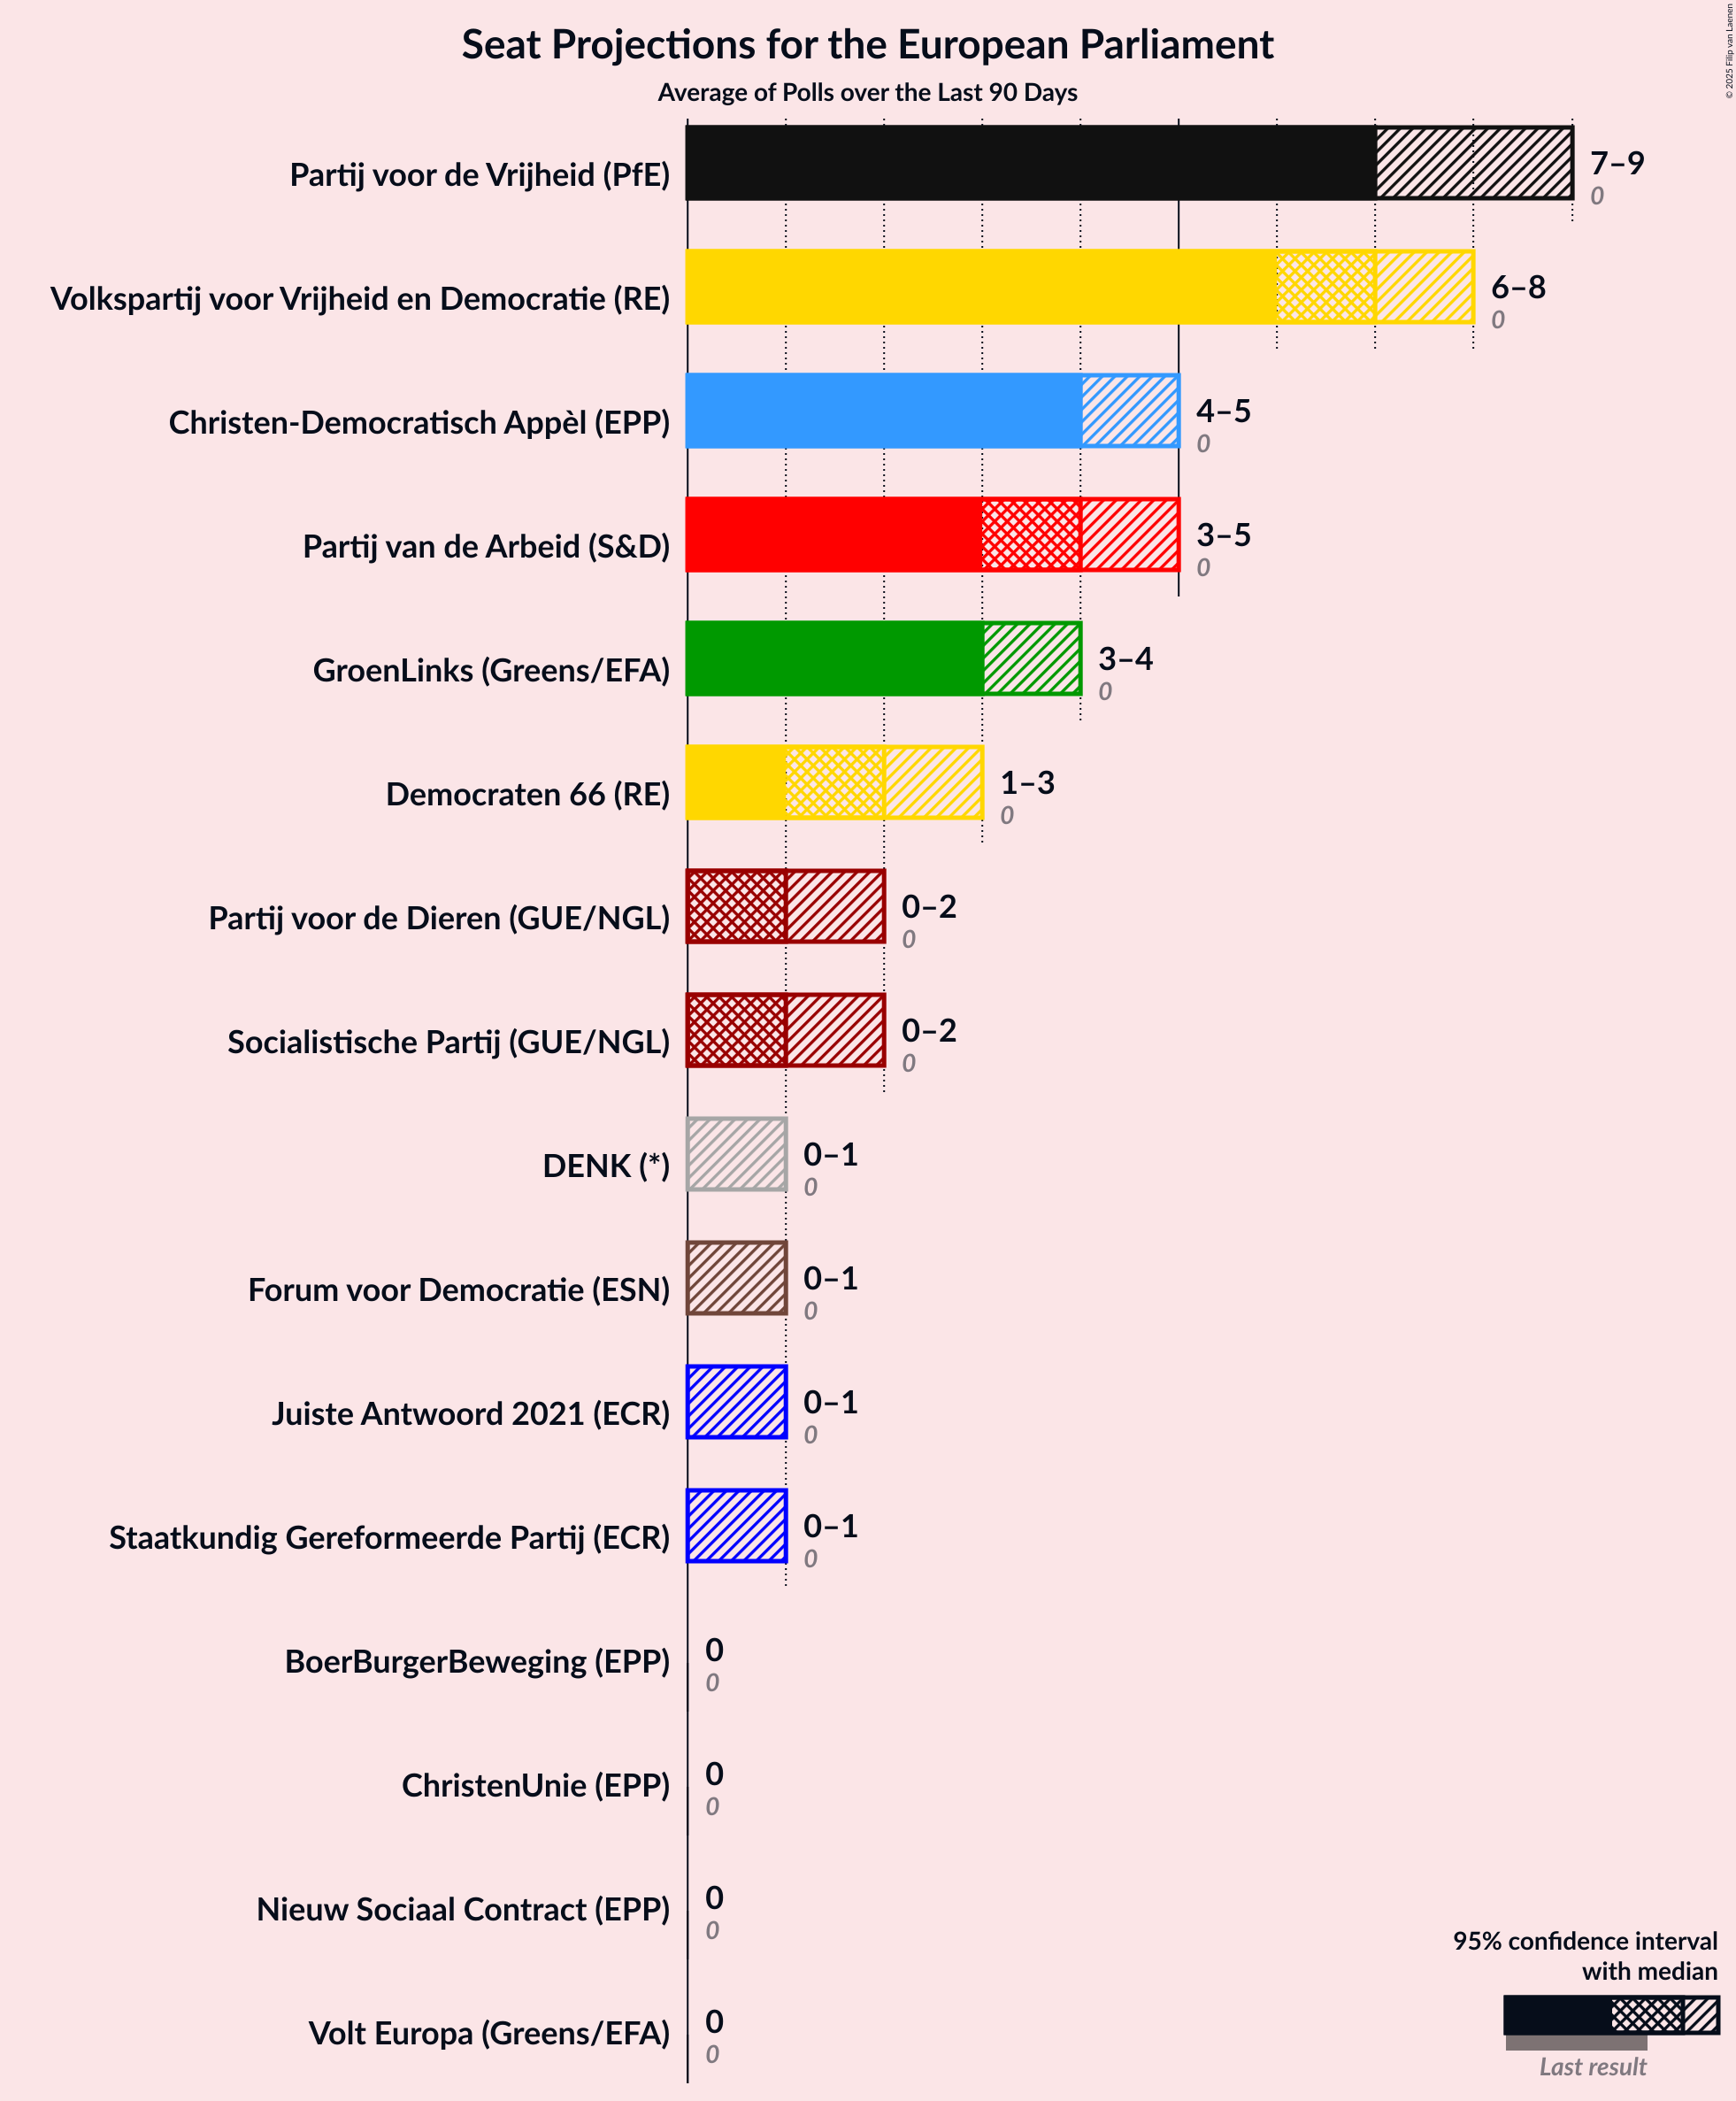 Seat Projections for the European Parliament
Average of Polls over the Last 90 Days
© 2025 Filip van Laenen
Partij voor de Vrijheid (PfE)
7–9
0
Volkspartij voor Vrijheid en Democratie (RE)
6–8
0
Christen-Democratisch Appèl (EPP)
4–5
0
Partij van de Arbeid (S&D)
3–5
0
GroenLinks (Greens/EFA)
3–4
0
Democraten 66 (RE)
1–3
0
Partij voor de Dieren (GUE/NGL)
0–2
0
Socialistische Partij (GUE/NGL)
0–2
0
DENK (*)
0–1
0
Forum voor Democratie (ESN)
0–1
0
Juiste Antwoord 2021 (ECR)
0–1
0
Staatkundig Gereformeerde Partij (ECR)
0–1
0
BoerBurgerBeweging (EPP)
0
0
ChristenUnie (EPP)
0
0
Nieuw Sociaal Contract (EPP)
0
0
Volt Europa (Greens/EFA)
0
0
95% confidence interval
with median
Last result